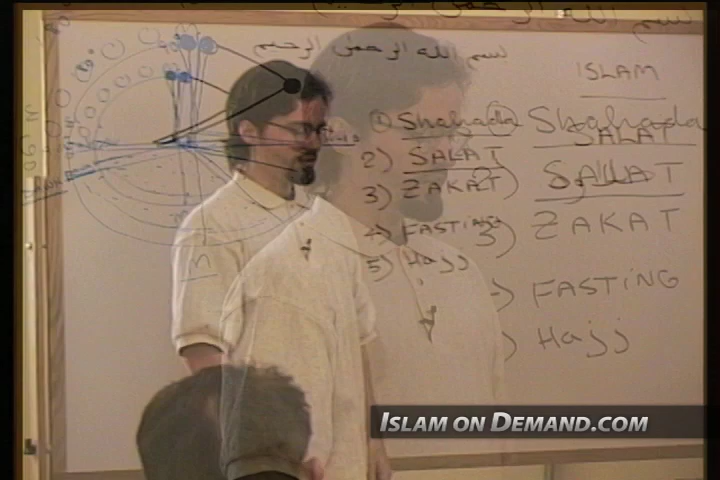 بسم الله الرحمن الرحيم
ISLAM
1) Shahada
2) SALAT
3) ZAKAT
4) FASTING
5) Hajj
Shahada
SALAT
SALAT
3) ZAKAT
FASTING
Hajj
ISLAM ON DEMAND.COM